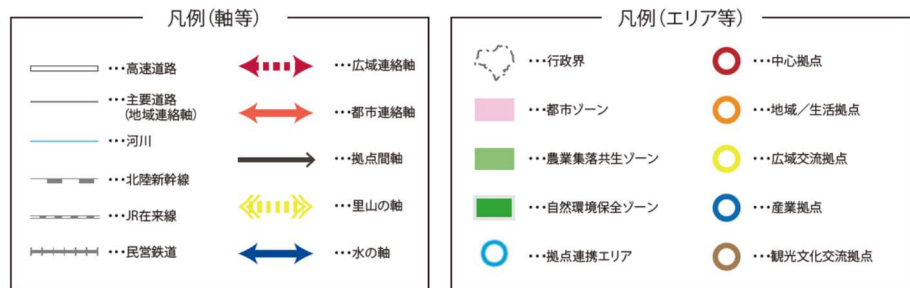 凡例(軸等)
･･･高速道路
･･･主要道路
(地域連絡軸)
･･･河川
･･･北陸新幹線
･･･JR在来線
･･･民営鉄道
･･･広域連絡軸
･･･都市連絡軸
･･･拠点間軸
･･･里山の軸
･･･水の軸
凡例(エリア等)
･･･行政界
･･･都市ゾーン
･･･農業集落共生ゾーン
･･･自然環境保全ゾーン
･･･拠点連携エリア
･･･中心拠点
･･･地域/生活拠点
･･･広域交流拠点
･･･産業拠点
･･･観光文化交流拠点